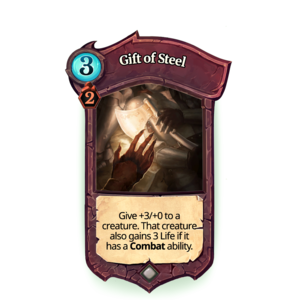 Gift of Steel
3
2
Give +3/+0 to a
creature. That creature
also gains 3 Life if it
has a Combat ability.